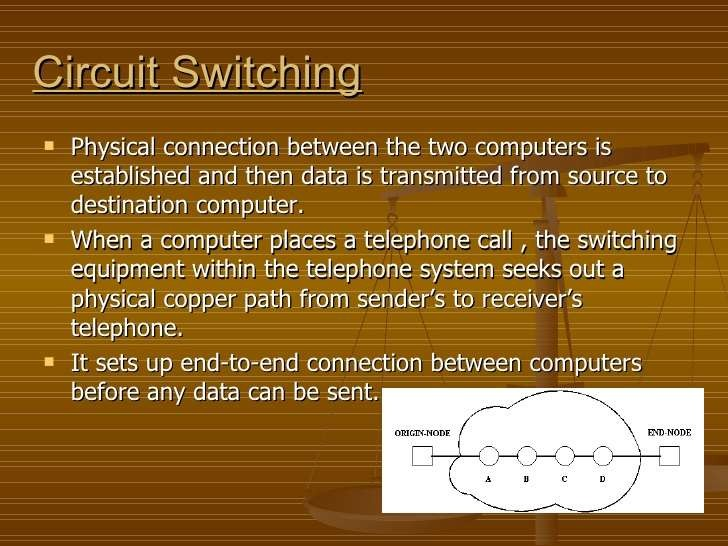 Circuit Switching
Physical connection between the two computers is
established and then data is transmitted from source to
destination computer.
When a computer places a telephone call , the switching
equipment within the telephone system seeks out a
physical copper path from sender’s to receiver’s
telephone.
It sets up end-to-end connection between computers
before any data can be sent.
ORIGIN-NODE
END-NODE
A B C D